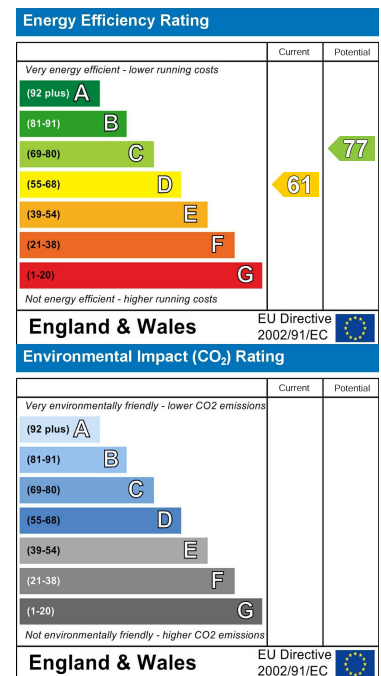 Energy Efficiency Rating
Current Potential
Very energy efficient - lower running costs
(92 plus) A
(81-91) B
(69-80) C
77
(55-68) D
61
(39-54) E
(21-38) F
(1-20) G
Not energy efficient - higher running costs
England & Wales
EU Directive
2002/91/EC
Environmental Impact (CO₂) Rating
Current Potential
Very environmentally friendly - lower CO2 emissions
(92 plus) A
(81-91) B
(69-80) C
(55-68) D
(39-54) E
(21-38) F
(1-20) G
Not environmentally friendly - higher CO2 emissions
England & Wales
EU Directive
2002/91/EC